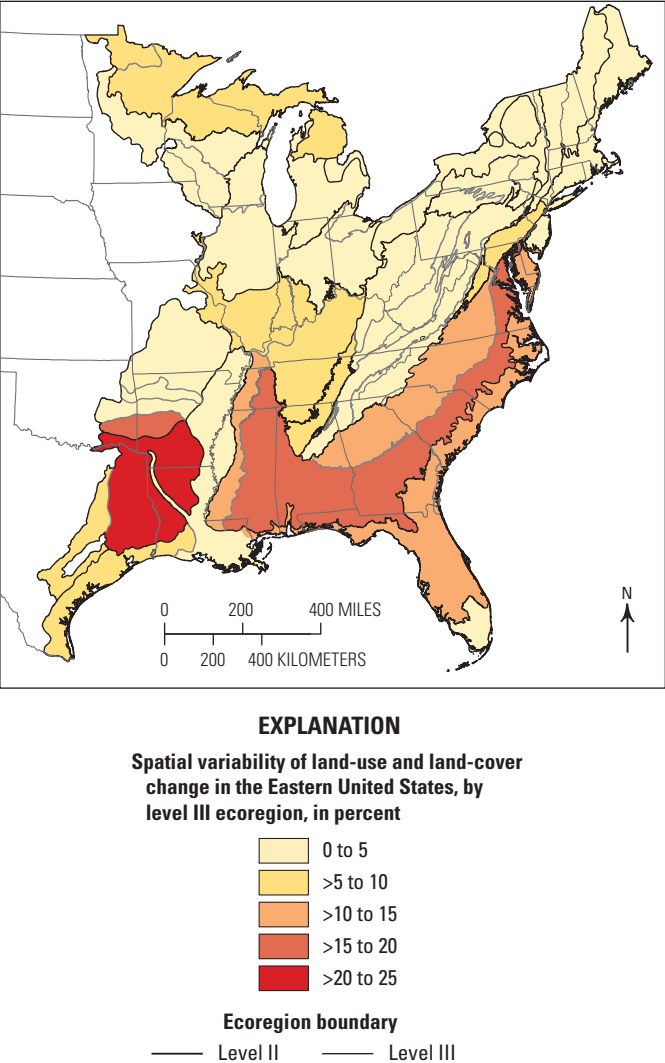 0 200 400 MILES
0 200 400 KILOMETERS
N
EXPLANATION
Spatial variability of land-use and land-cover
change in the Eastern United States, by
level III ecoregion, in percent
0 to 5
>5 to 10
>10 to 15
>15 to 20
>20 to 25
Ecoregion boundary
Level II Level III